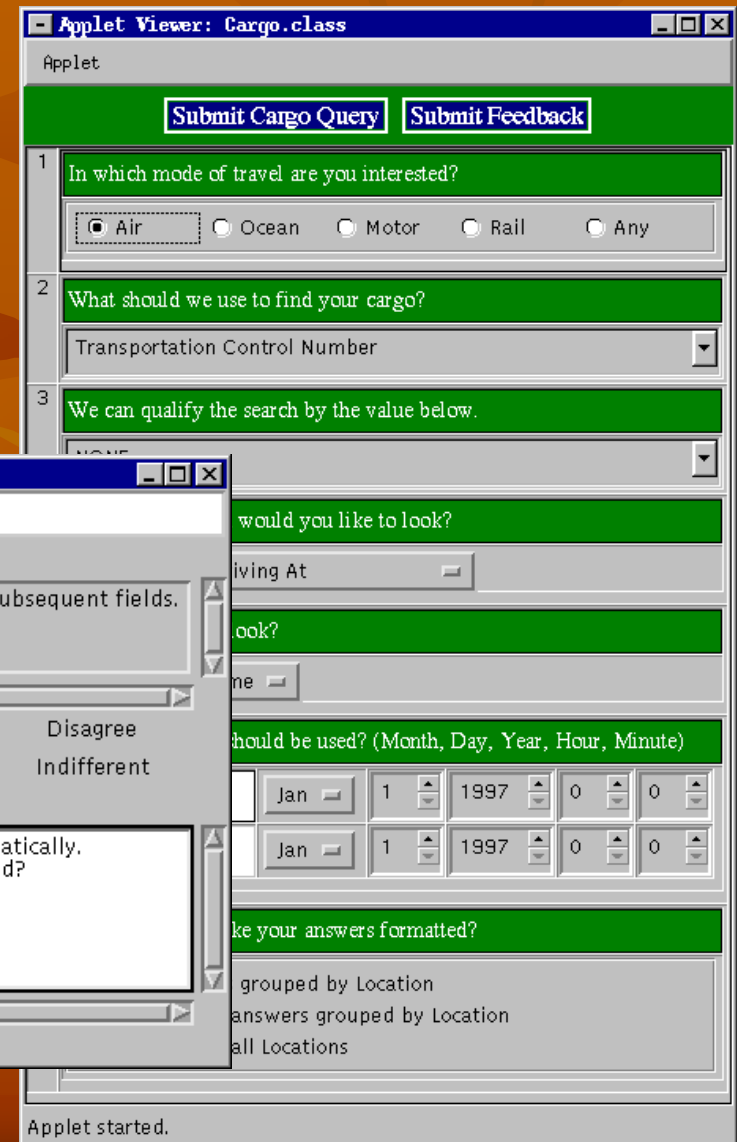 Applet Viewer: Cargo.class
Applet
Submit Cargo Query Submit Feedback
1
In which mode of travel are you interested?
Air Ocean Motor Rail Any
2
What should we use to find your cargo?
Transportation Control Number
3
We can qualify the search by the value below.
would you like to look?
iving At
ook?
me
should be used? (Month, Day, Year, Hour, Minute)
Jan 1 1997 0 0
Jan 1 1997 0 0
ke your answers formatted?
grouped by Location
answers grouped by Location
all Locations
ubsequent fields.
Disagree
Indifferent
atically.
d?
Applet started.